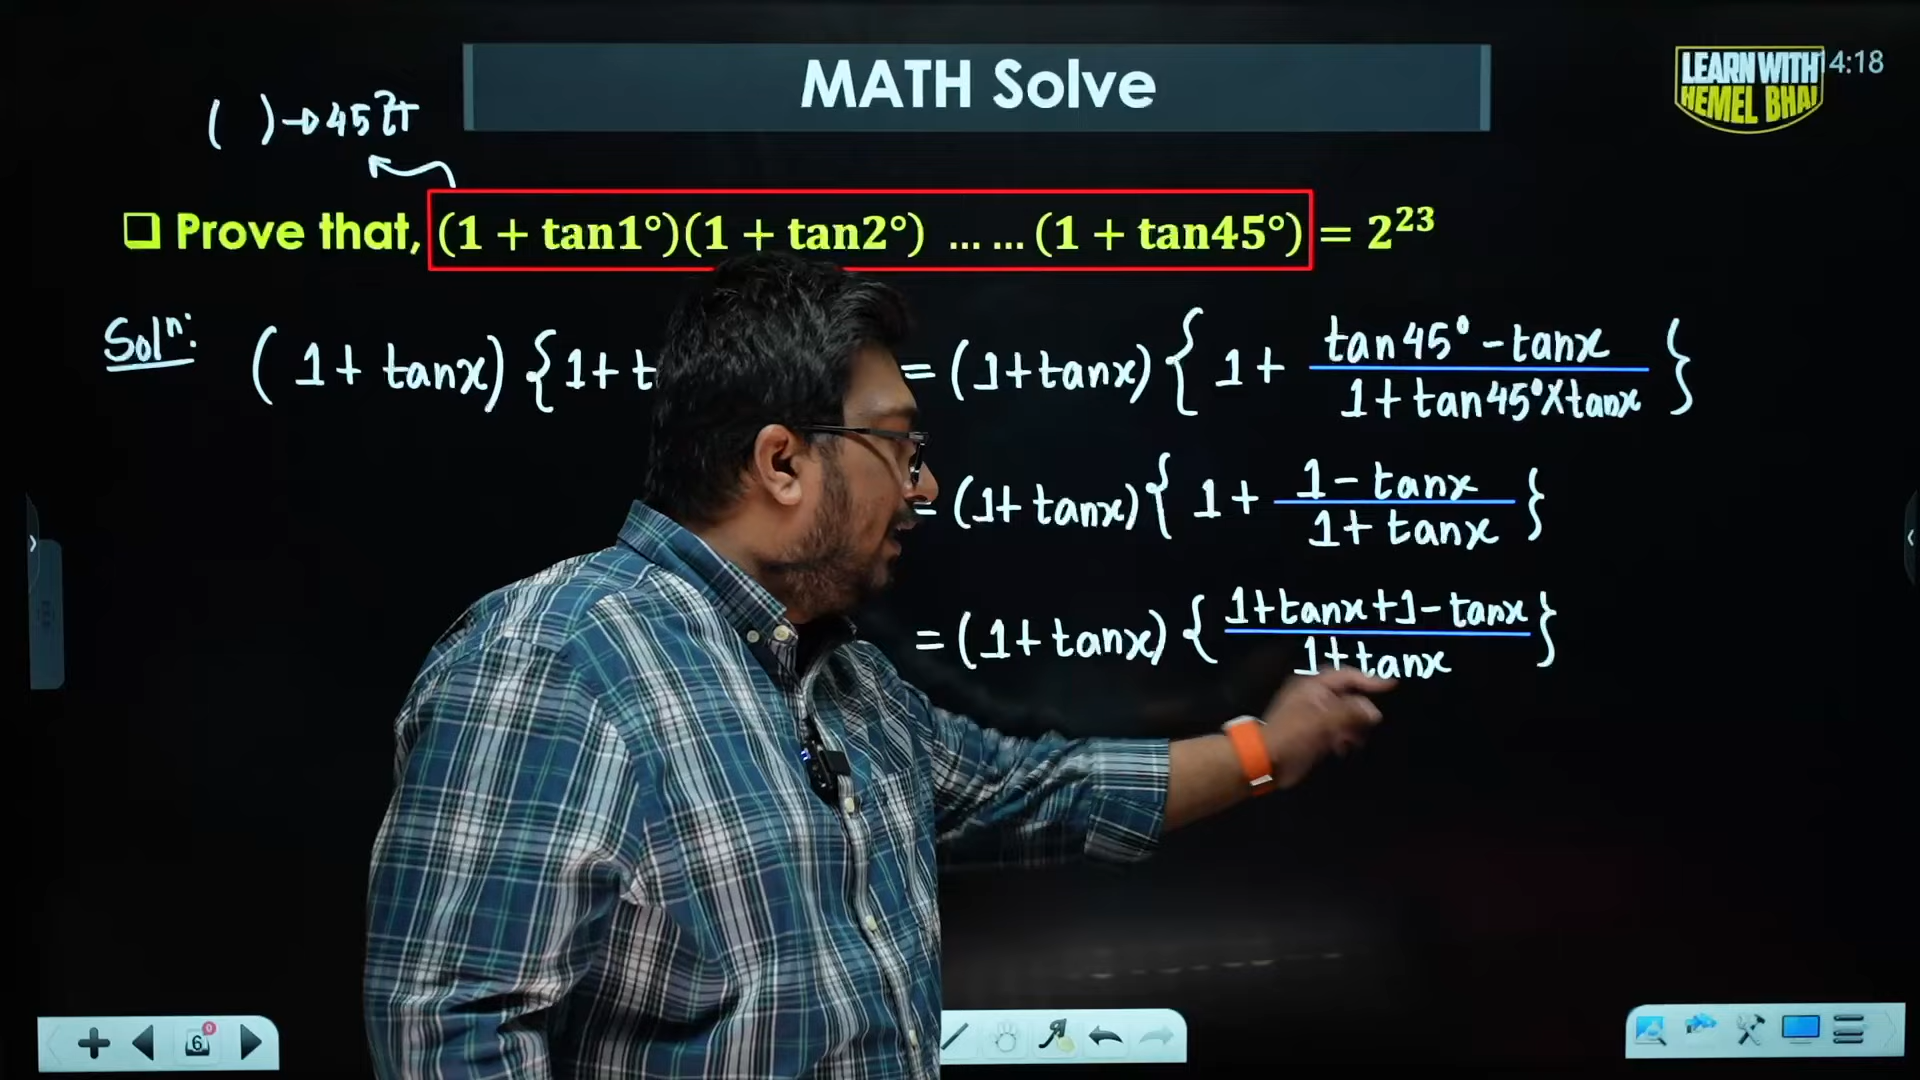 MATH Solve
LEARN WITH
HEMEL BHAI
4:18
( ) → 45 টি
❑ Prove that, (1 + tan1°)(1 + tan2°) ... ... (1 + tan45°) = 2²³
Solⁿ:
(1+ tanx) {1+ t
= (1+tanx) { 1+ (tan45° - tanx)/(1+ tan45° × tanx) }
= (1+ tanx) { 1+ (1 - tanx)/(1+ tanx) }
= (1+ tanx) { (1+tanx+1-tanx)/(1+tanx) }
6
0